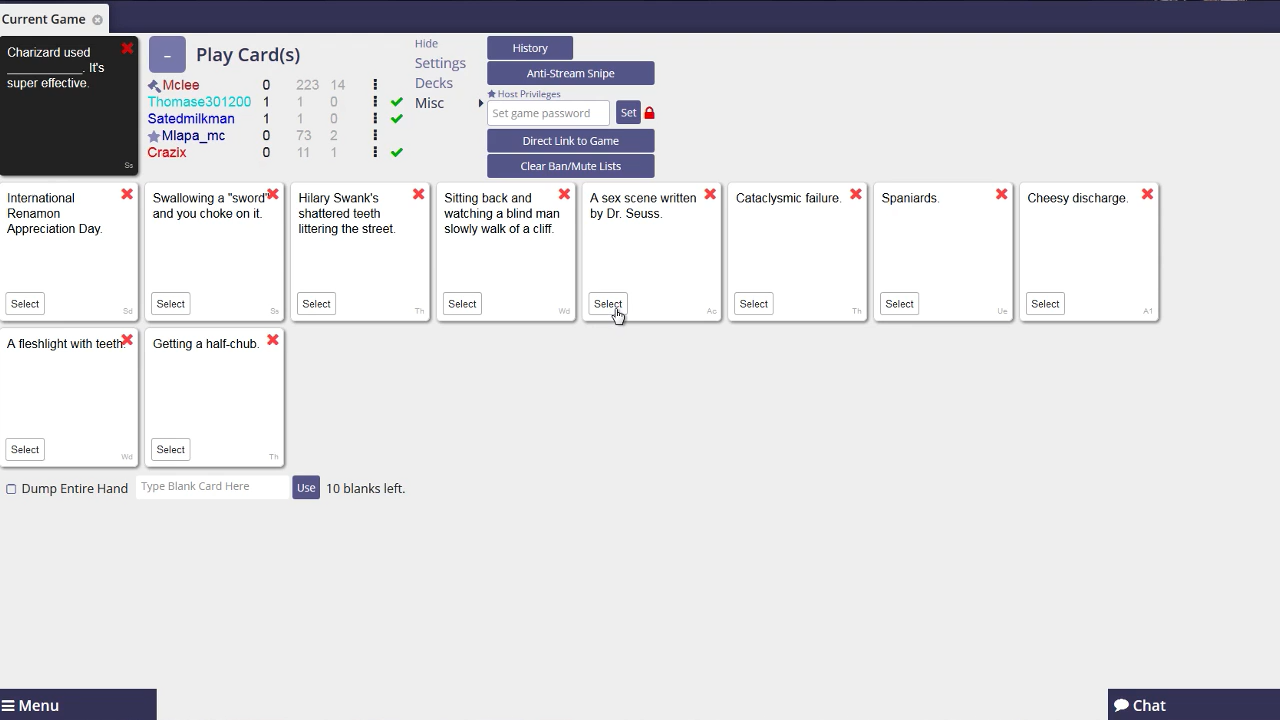 Current Game
Charizard used
____________. It's
super effective.
Ss
–
Play Card(s)
Mclee 0 223 14
Thomase301200 1 1 0
Satedmilkman 1 1 0
Mlapa_mc 0 73 2
Crazix 0 11 1
Hide
Settings
Decks
Misc
History
Anti-Stream Snipe
Host Privileges
Set game password
Set
Direct Link to Game
Clear Ban/Mute Lists
International
Renamon
Appreciation Day.
Select
Sd
Swallowing a "sword"
and you choke on it.
Select
Ss
Hilary Swank's
shattered teeth
littering the street.
Select
Th
Sitting back and
watching a blind man
slowly walk of a cliff.
Select
Wd
A sex scene written
by Dr. Seuss.
Select
Ac
Cataclysmic failure.
Select
Th
Spaniards.
Select
Ue
Cheesy discharge.
Select
A1
A fleshlight with teeth.
Select
Wd
Getting a half-chub.
Select
Th
Dump Entire Hand
Type Blank Card Here
Use
10 blanks left.
Menu
Chat